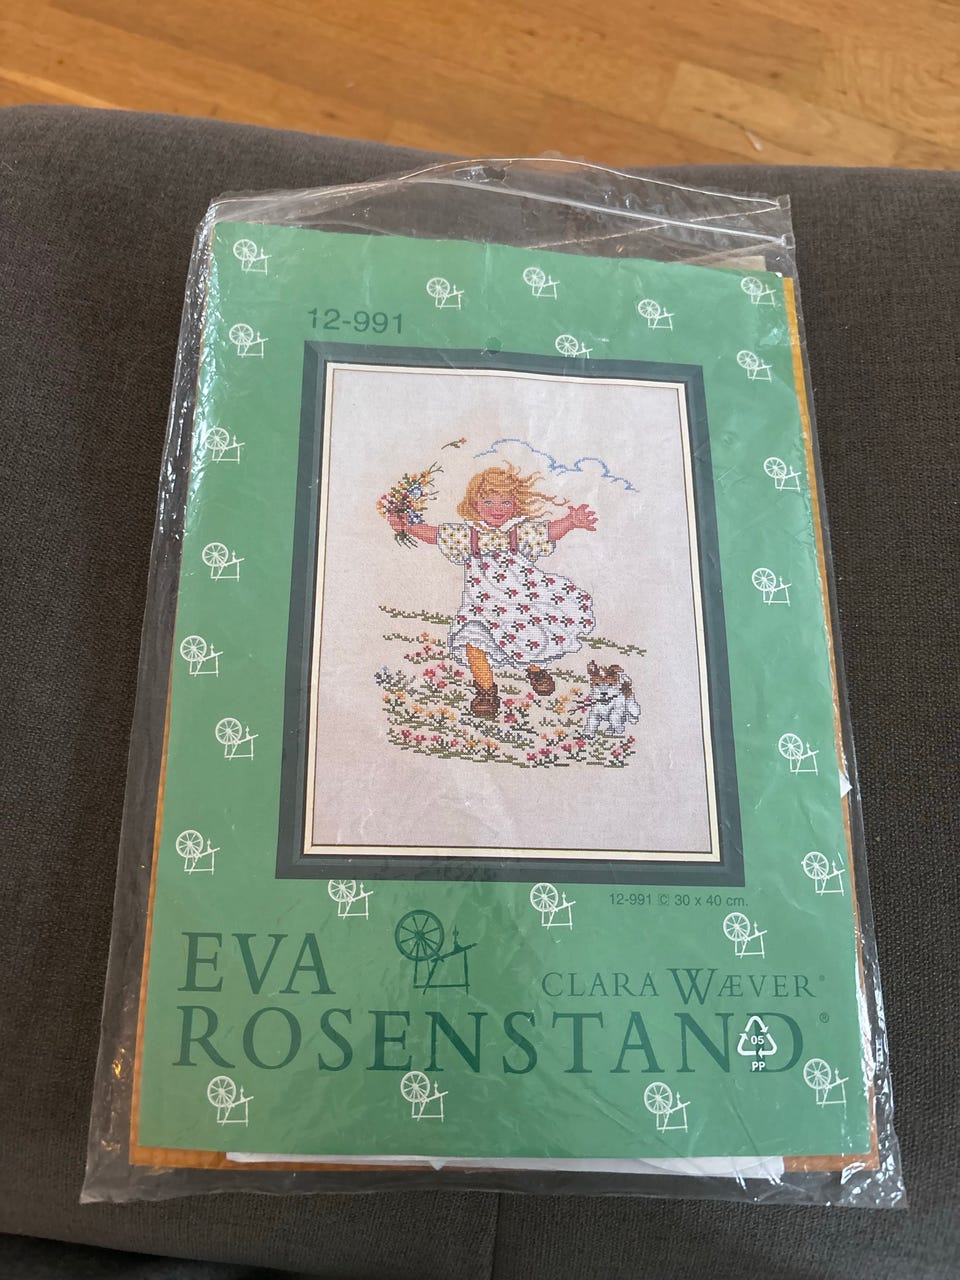 12-991
12-991 © 30 x 40 cm.
EVA
CLARA WÆVER®
ROSENSTAND®
05
PP